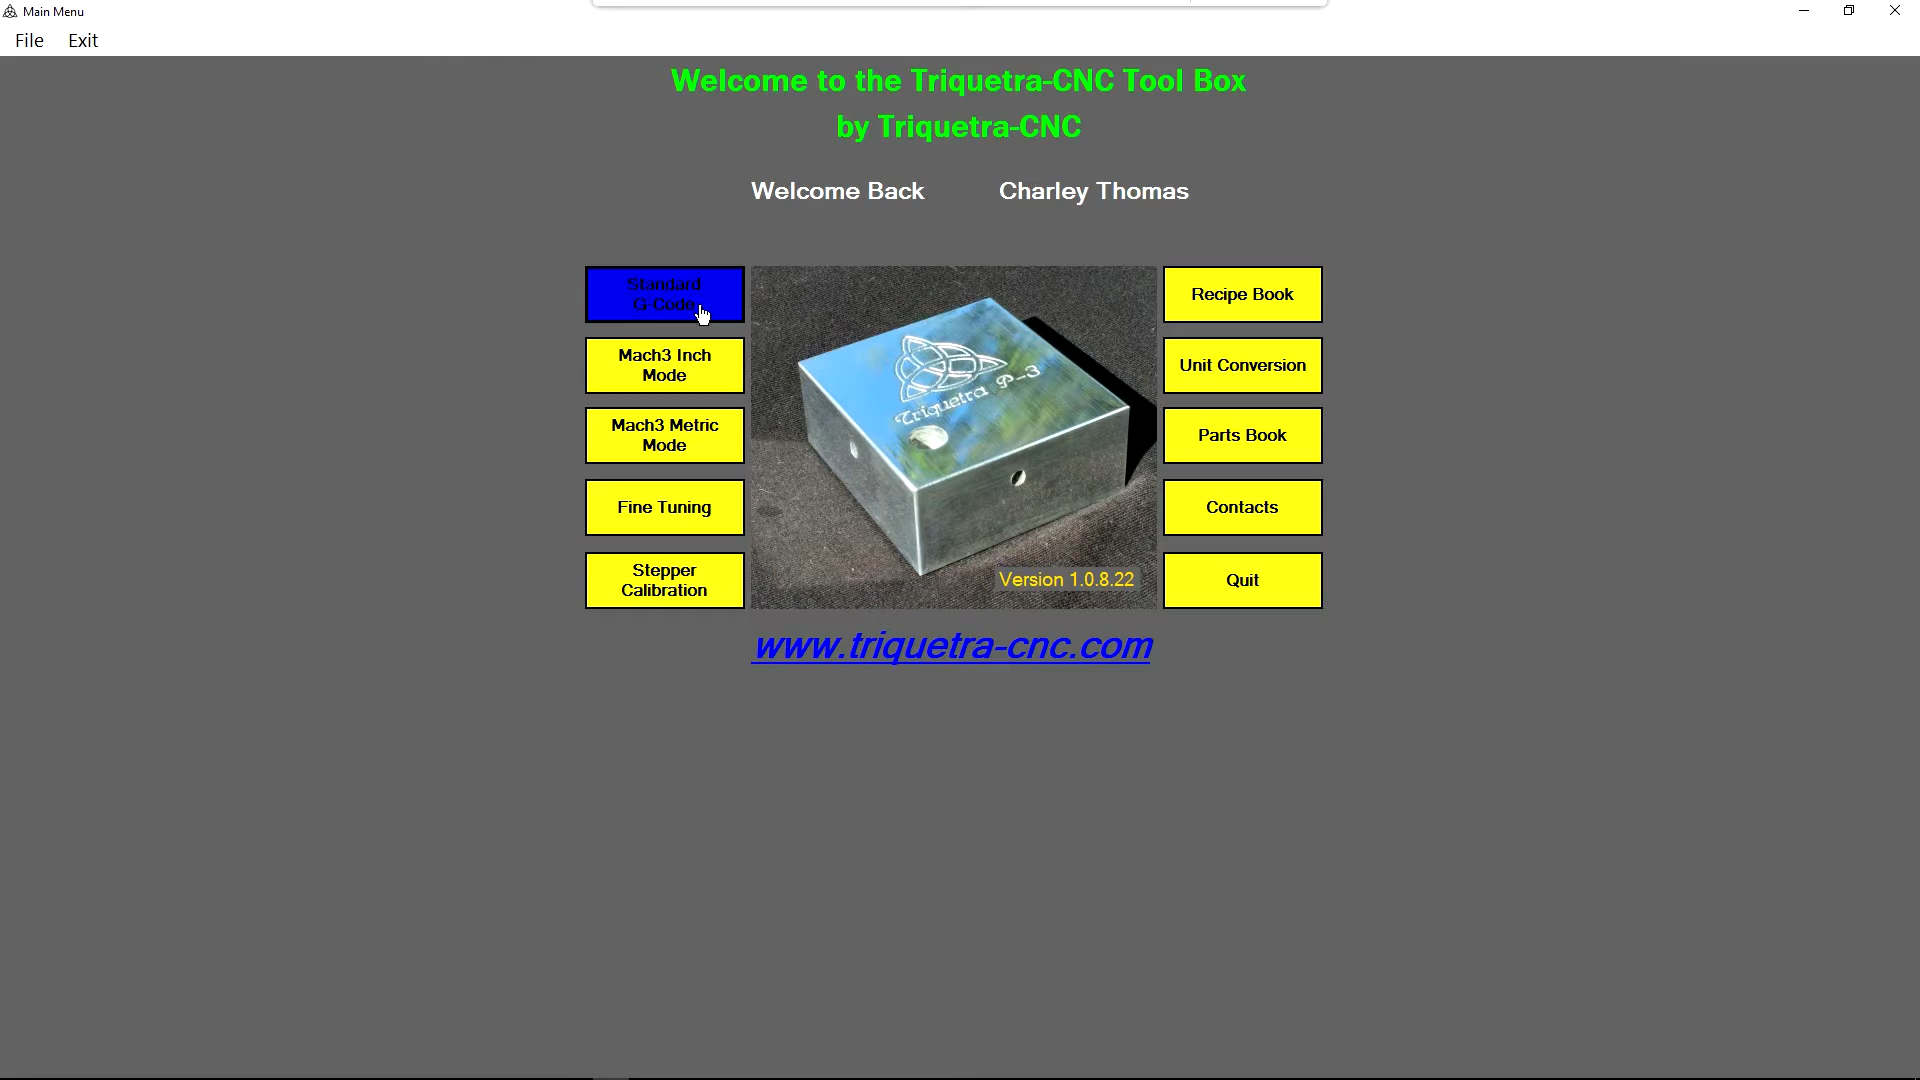 Main Menu
File Exit
Welcome to the Triquetra-CNC Tool Box
by Triquetra-CNC
Welcome Back Charley Thomas
Standard
G-Code
Mach3 Inch
Mode
Mach3 Metric
Mode
Fine Tuning
Stepper
Calibration
Triquetra P-3
Version 1.0.8.22
Recipe Book
Unit Conversion
Parts Book
Contacts
Quit
www.triquetra-cnc.com